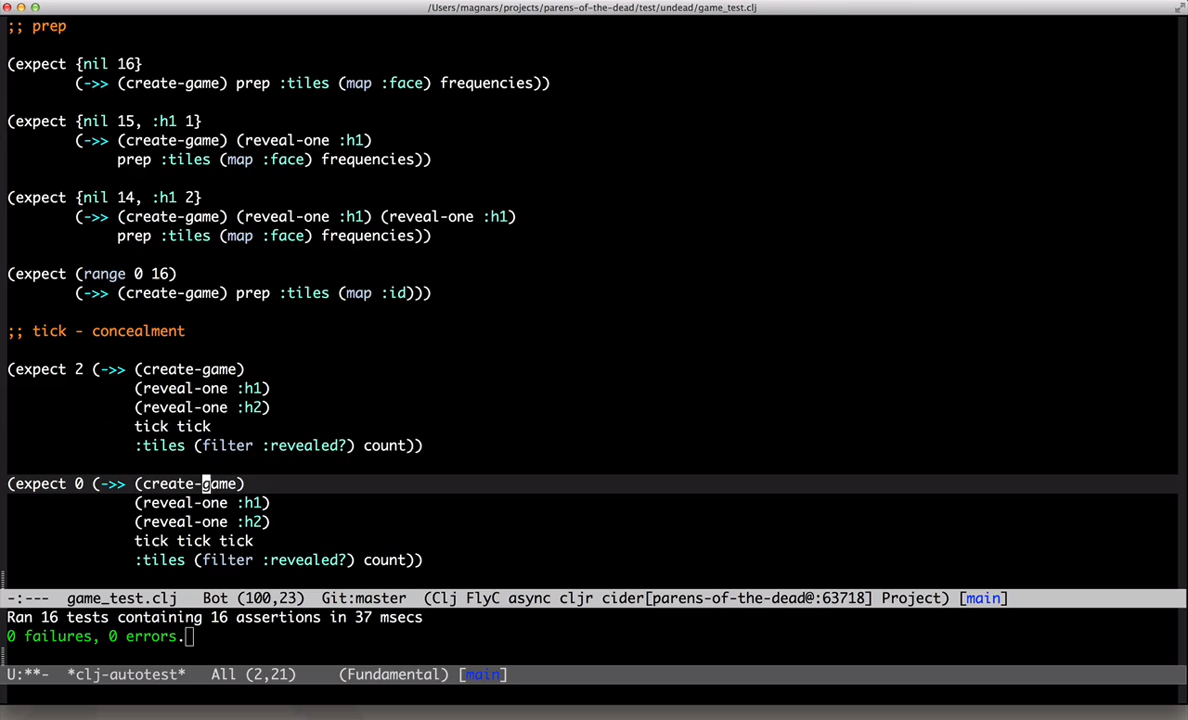 /Users/magnars/projects/parens-of-the-dead/test/undead/game_test.clj
;; prep
(expect {nil 16}
(->> (create-game) prep :tiles (map :face) frequencies))
(expect {nil 15, :h1 1}
(->> (create-game) (reveal-one :h1)
prep :tiles (map :face) frequencies))
(expect {nil 14, :h1 2}
(->> (create-game) (reveal-one :h1) (reveal-one :h1)
prep :tiles (map :face) frequencies))
(expect (range 0 16)
(->> (create-game) prep :tiles (map :id)))
;; tick - concealment
(expect 2 (->> (create-game)
(reveal-one :h1)
(reveal-one :h2)
tick tick
:tiles (filter :revealed?) count))
(expect 0 (->> (create-game)
(reveal-one :h1)
(reveal-one :h2)
tick tick tick
:tiles (filter :revealed?) count))
-:--- game_test.clj Bot (100,23) Git:master (Clj FlyC async cljr cider[parens-of-the-dead@:63718] Project) [main]
Ran 16 tests containing 16 assertions in 37 msecs
0 failures, 0 errors.
U:**- *clj-autotest* All (2,21) (Fundamental) [main]